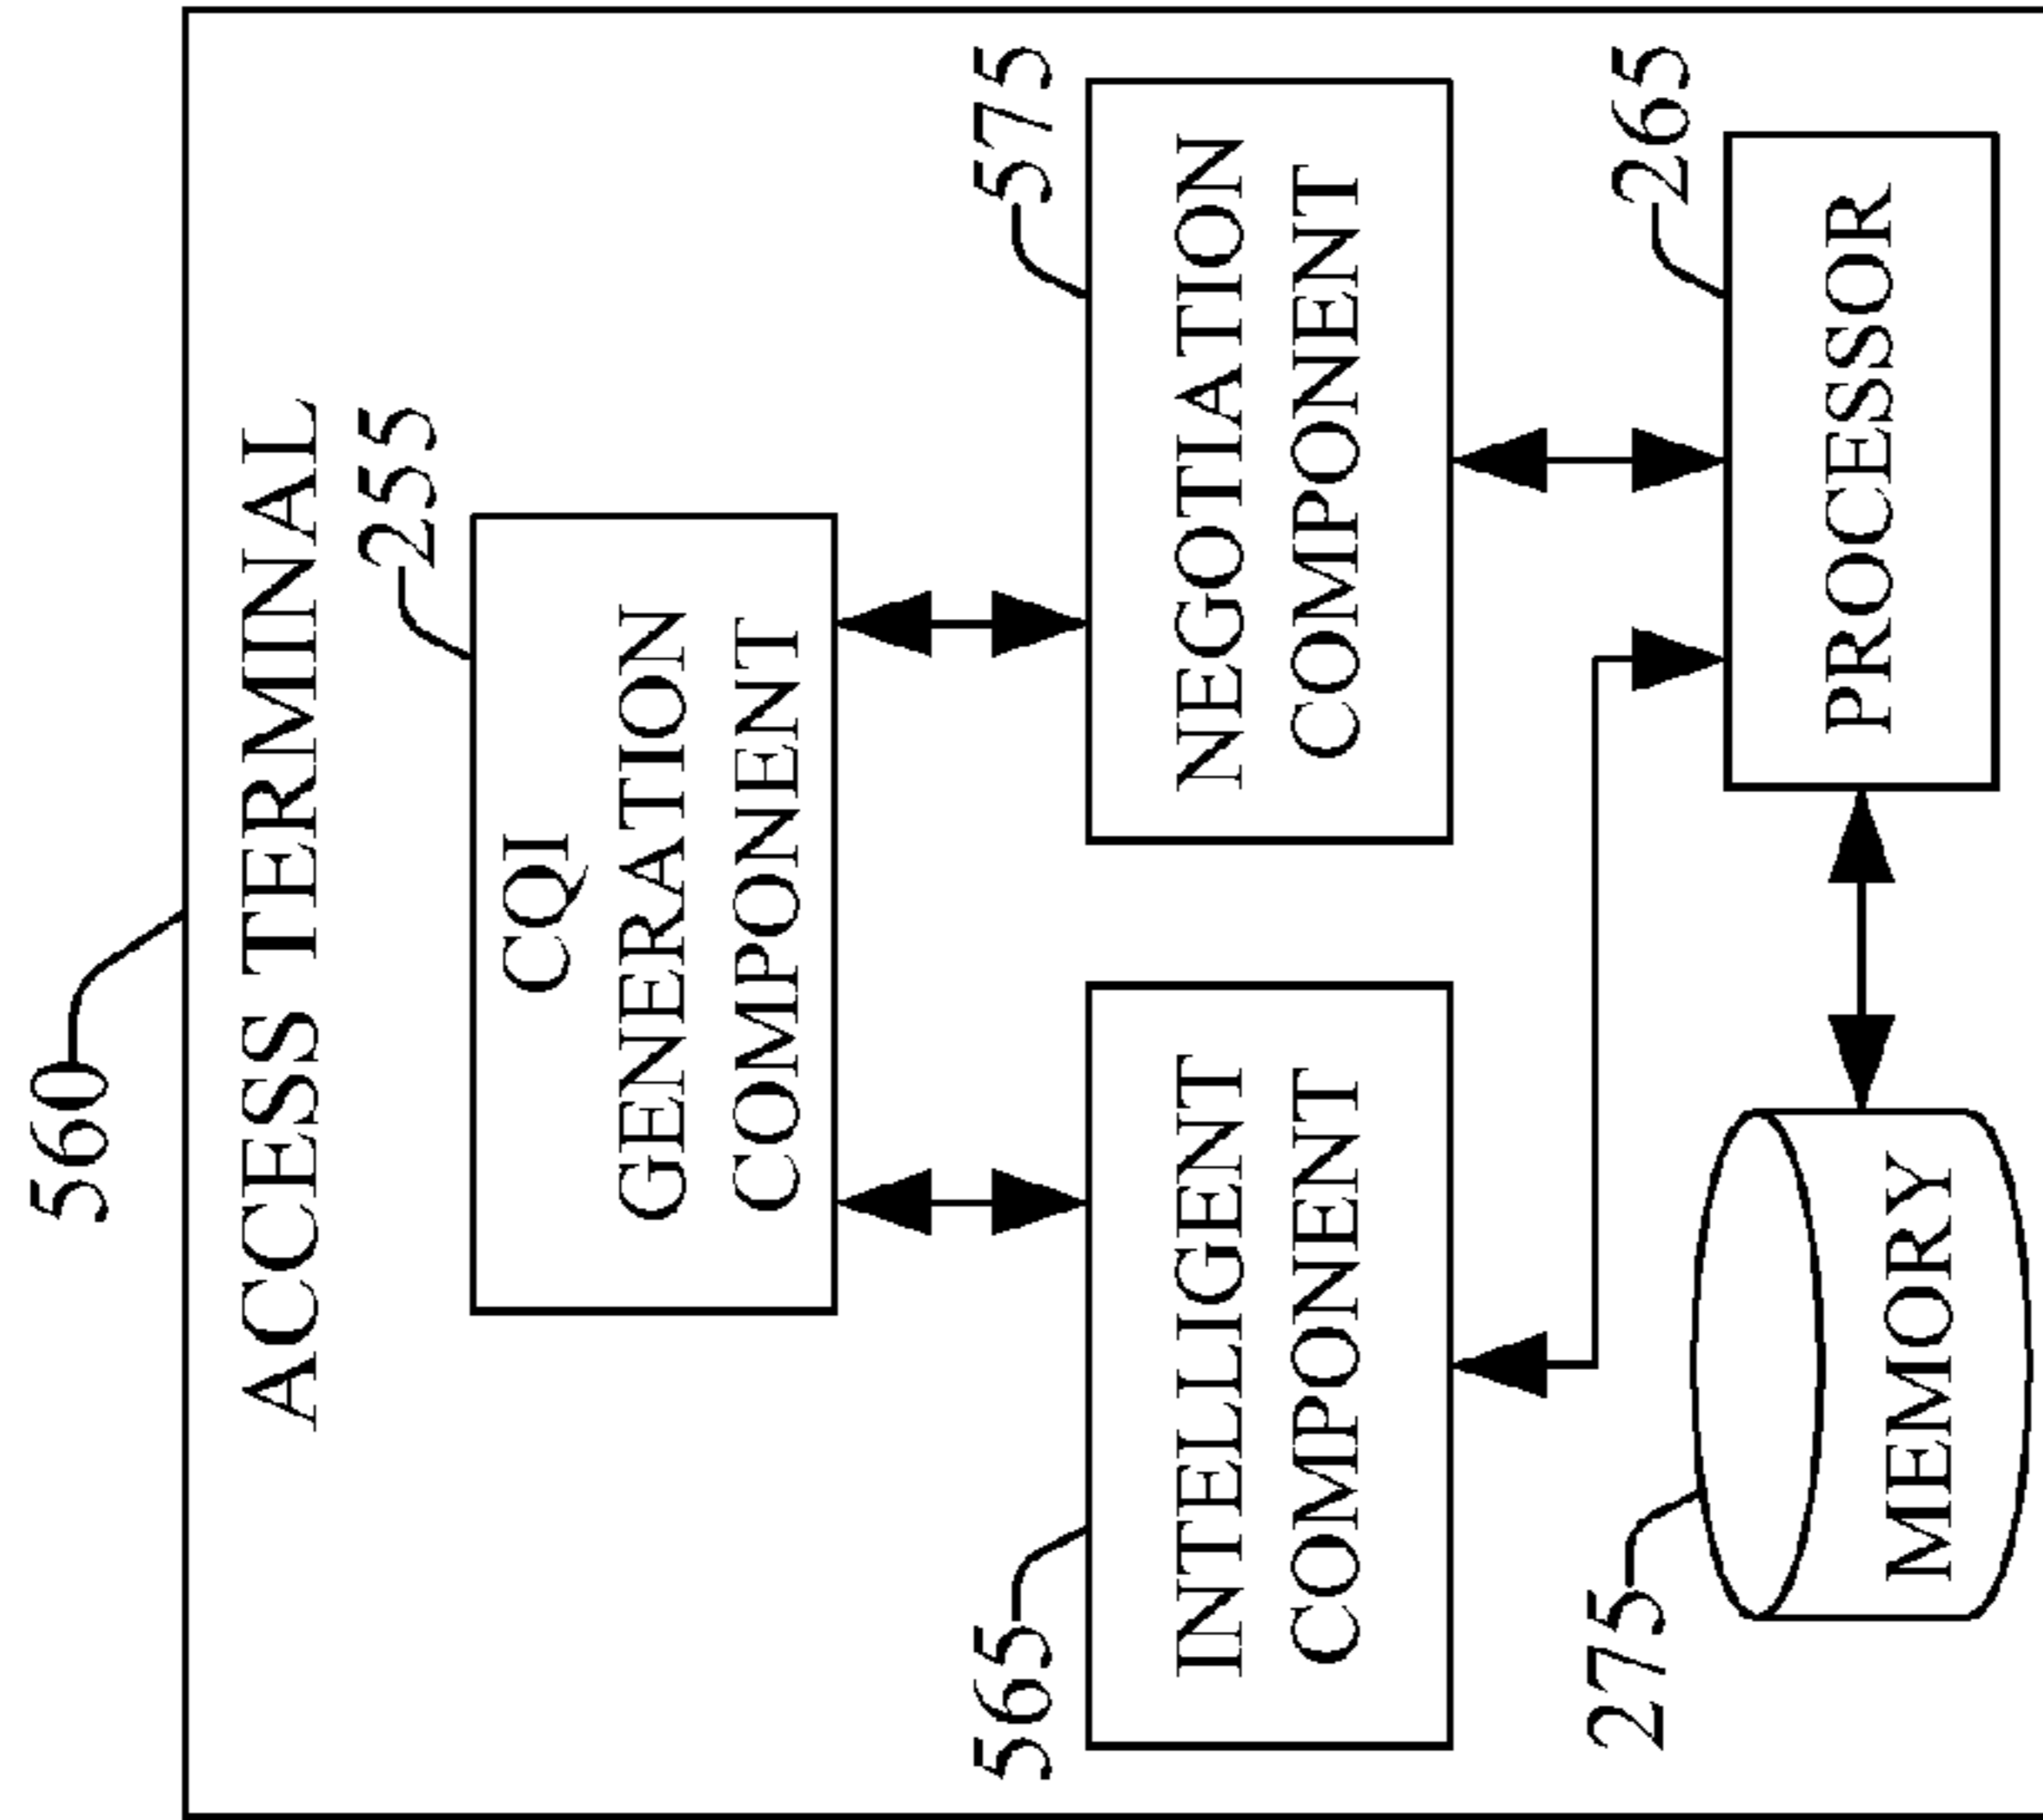 560
ACCESS TERMINAL
255
CQI
GENERATION
COMPONENT
565
575
INTELLIGENT
COMPONENT
NEGOTIATION
COMPONENT
275
265
MEMORY
PROCESSOR